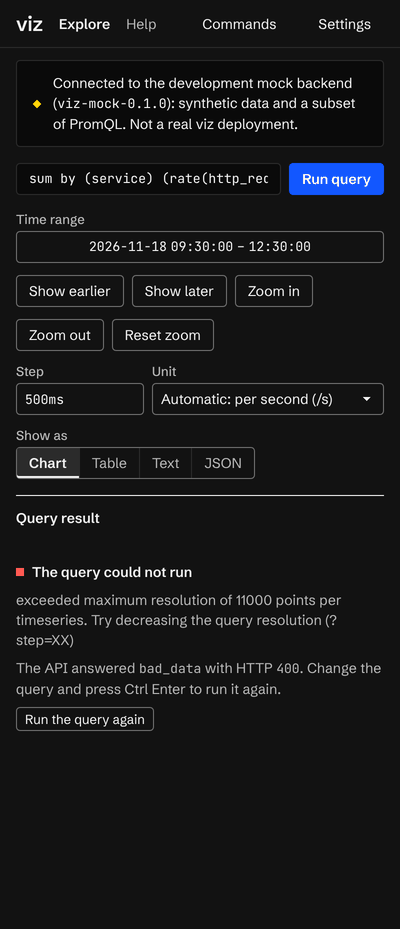 viz Explore Help Commands Settings
Connected to the development mock backend
(viz-mock-0.1.0): synthetic data and a subset
of PromQL. Not a real viz deployment.
sum by (service) (rate(http_rec
Run query
Time range
2026-11-18 09:30:00 – 12:30:00
Show earlier Show later Zoom in
Zoom out Reset zoom
Step Unit
500ms Automatic: per second (/s)
Show as
Chart Table Text JSON
Query result
The query could not run
exceeded maximum resolution of 11000 points per
timeseries. Try decreasing the query resolution (?
step=XX)
The API answered bad_data with HTTP 400. Change the
query and press Ctrl Enter to run it again.
Run the query again